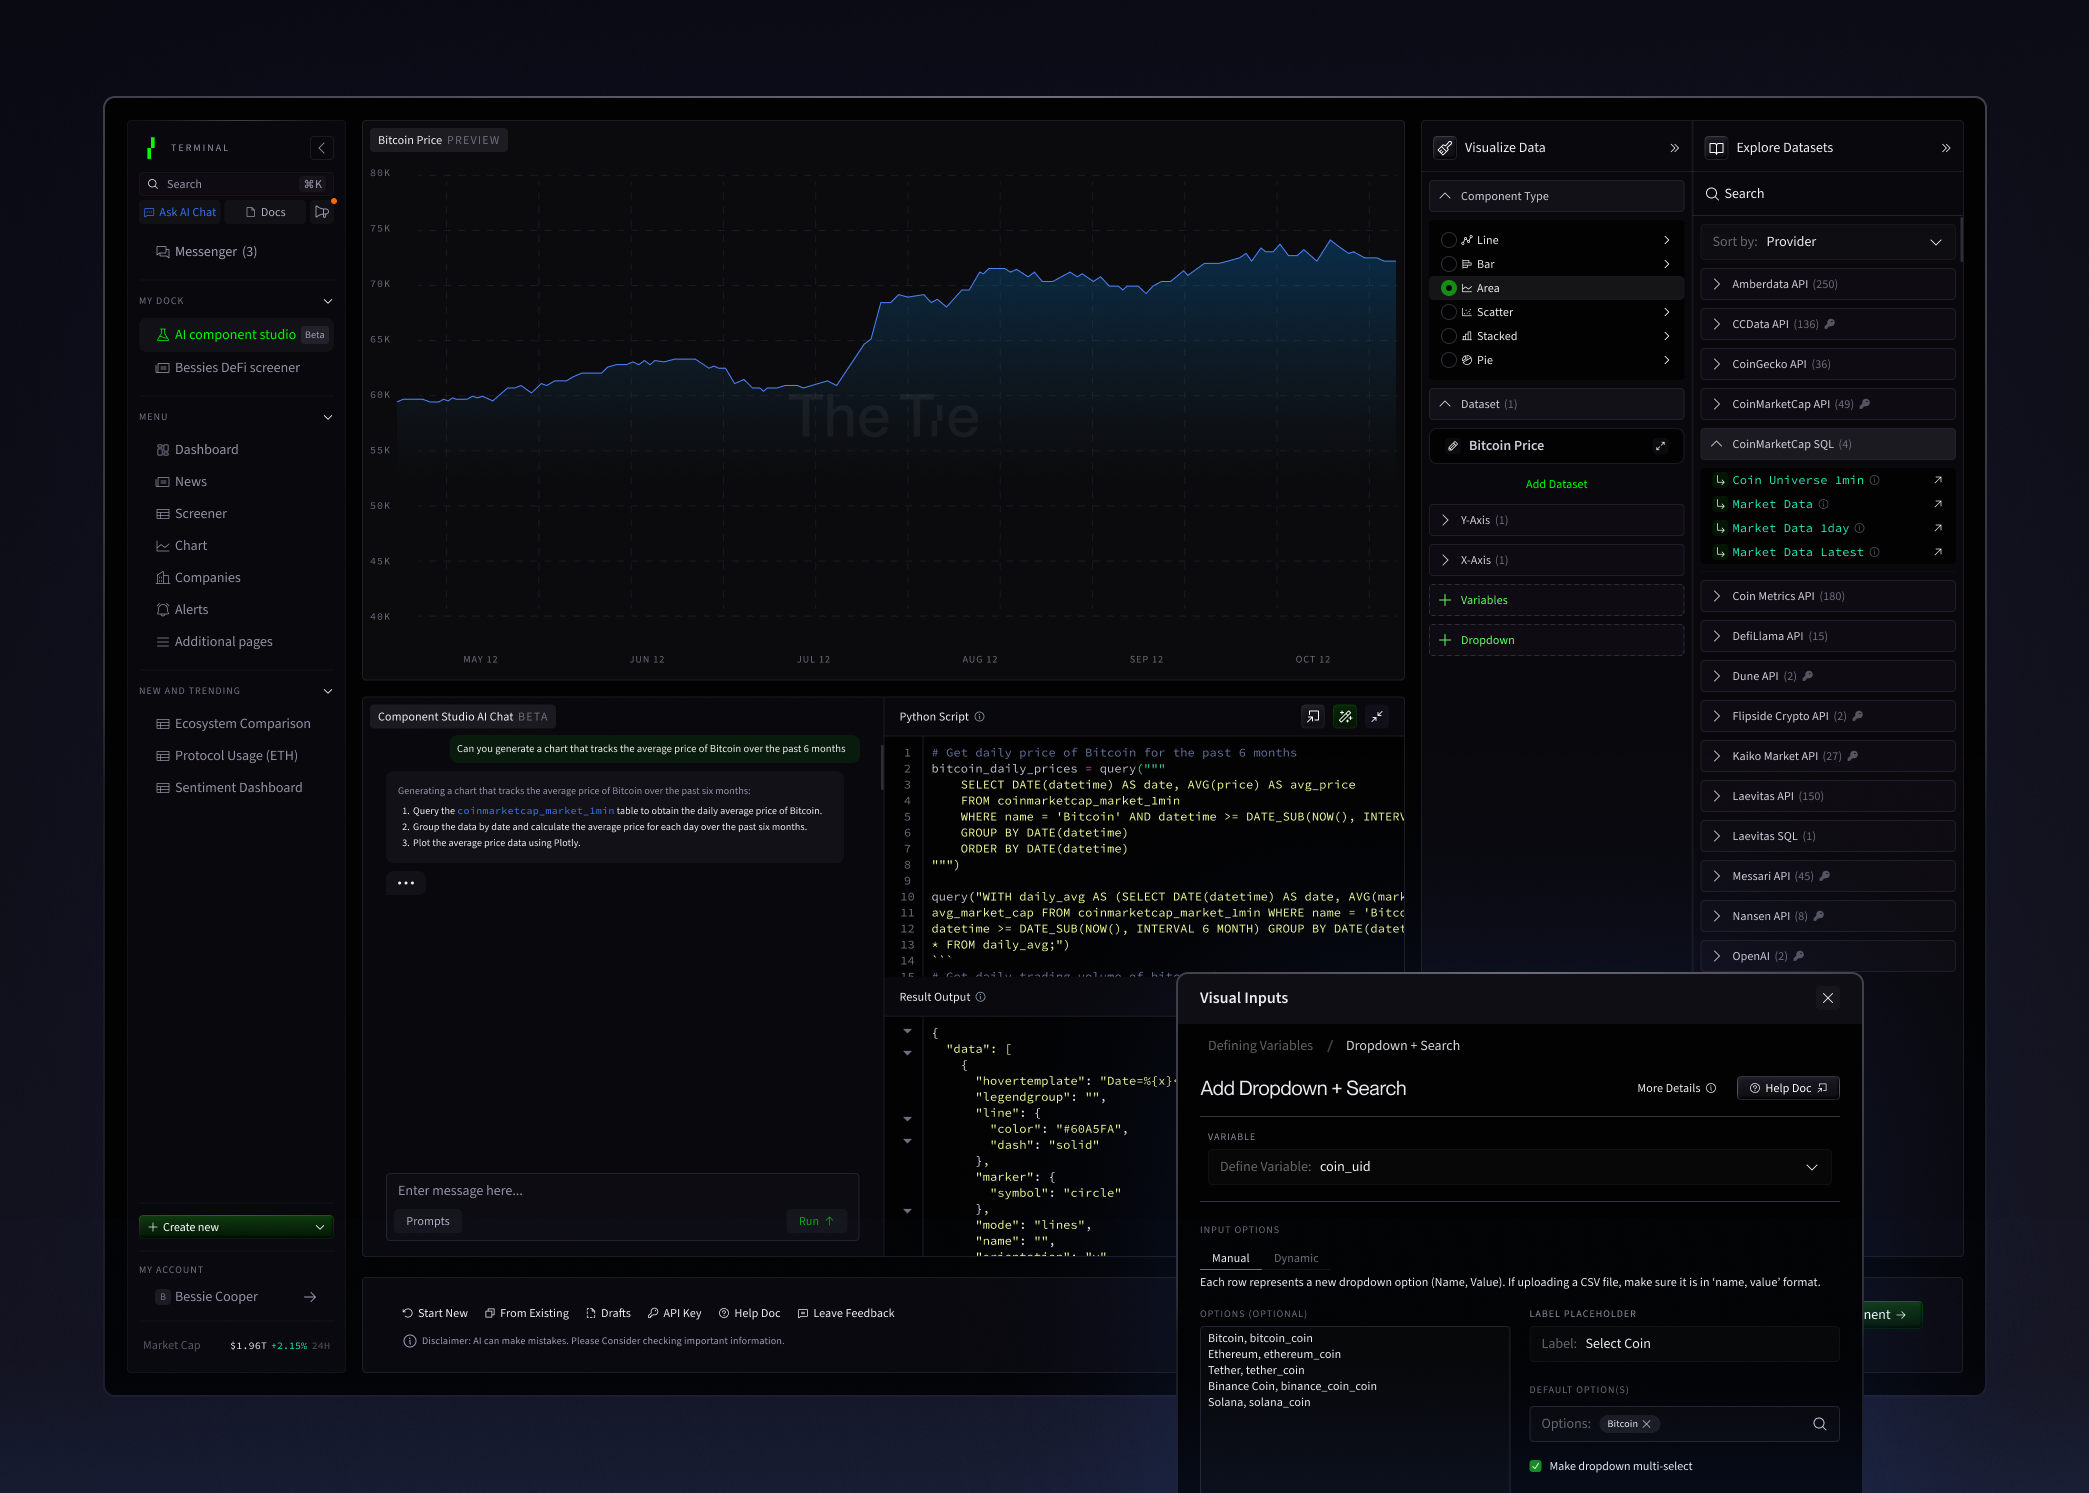 TERMINAL
Search ⌘K
Ask AI Chat
Docs
Messenger (3)
MY DOCK
AI component studio Beta
Bessies DeFi screener
MENU
Dashboard
News
Screener
Chart
Companies
Alerts
Additional pages
NEW AND TRENDING
Ecosystem Comparison
Protocol Usage (ETH)
Sentiment Dashboard
+ Create new
MY ACCOUNT
B Bessie Cooper
Market Cap $1.96T +2.15% 24H
Bitcoin Price PREVIEW
80K
75K
70K
65K
60K
55K
50K
45K
40K
The Tie
MAY 12 JUN 12 JUL 12 AUG 12 SEP 12 OCT 12
Component Studio AI Chat BETA
Can you generate a chart that tracks the average price of Bitcoin over the past 6 months
Generating a chart that tracks the average price of Bitcoin over the past six months:
1. Query the coinmarketcap_market_1min table to obtain the daily average price of Bitcoin.
2. Group the data by date and calculate the average price for each day over the past six months.
3. Plot the average price data using Plotly.
Enter message here...
Prompts
Run ↑
Python Script
1 # Get daily price of Bitcoin for the past 6 months
2 bitcoin_daily_prices = query("""
3 SELECT DATE(datetime) AS date, AVG(price) AS avg_price
4 FROM coinmarketcap_market_1min
5 WHERE name = 'Bitcoin' AND datetime >= DATE_SUB(NOW(), INTERV
6 GROUP BY DATE(datetime)
7 ORDER BY DATE(datetime)
8 """)
9
10 query("WITH daily_avg AS (SELECT DATE(datetime) AS date, AVG(mark
11 avg_market_cap FROM coinmarketcap_market_1min WHERE name = 'Bitc
12 datetime >= DATE_SUB(NOW(), INTERVAL 6 MONTH) GROUP BY DATE(datet
13 * FROM daily_avg;")
14 ```
15 # Get daily trading volume of bitc
Result Output
{
"data": [
{
"hovertemplate": "Date=%{x}
"legendgroup": "",
"line": {
"color": "#60A5FA",
"dash": "solid"
},
"marker": {
"symbol": "circle"
},
"mode": "lines",
"name": "",
"orientation": "v"
Start New
From Existing
Drafts
API Key
Help Doc
Leave Feedback
Disclaimer: AI can make mistakes. Please Consider checking important information.
Visualize Data
Component Type
Line
Bar
Area
Scatter
Stacked
Pie
Dataset (1)
Bitcoin Price
Add Dataset
Y-Axis (1)
X-Axis (1)
+ Variables
+ Dropdown
Explore Datasets
Search
Sort by: Provider
Amberdata API (250)
CCData API (136)
CoinGecko API (36)
CoinMarketCap API (49)
CoinMarketCap SQL (4)
Coin Universe 1min
Market Data
Market Data 1day
Market Data Latest
Coin Metrics API (180)
DefiLlama API (15)
Dune API (2)
Flipside Crypto API (2)
Kaiko Market API (27)
Laevitas API (150)
Laevitas SQL (1)
Messari API (45)
Nansen API (8)
OpenAI (2)
nent →
Visual Inputs
Defining Variables / Dropdown + Search
Add Dropdown + Search
More Details
Help Doc
VARIABLE
Define Variable: coin_uid
INPUT OPTIONS
Manual Dynamic
Each row represents a new dropdown option (Name, Value). If uploading a CSV file, make sure it is in ‘name, value’ format.
OPTIONS (OPTIONAL)
Bitcoin, bitcoin_coin
Ethereum, ethereum_coin
Tether, tether_coin
Binance Coin, binance_coin_coin
Solana, solana_coin
LABEL PLACEHOLDER
Label: Select Coin
DEFAULT OPTION(S)
Options: Bitcoin
Make dropdown multi-select